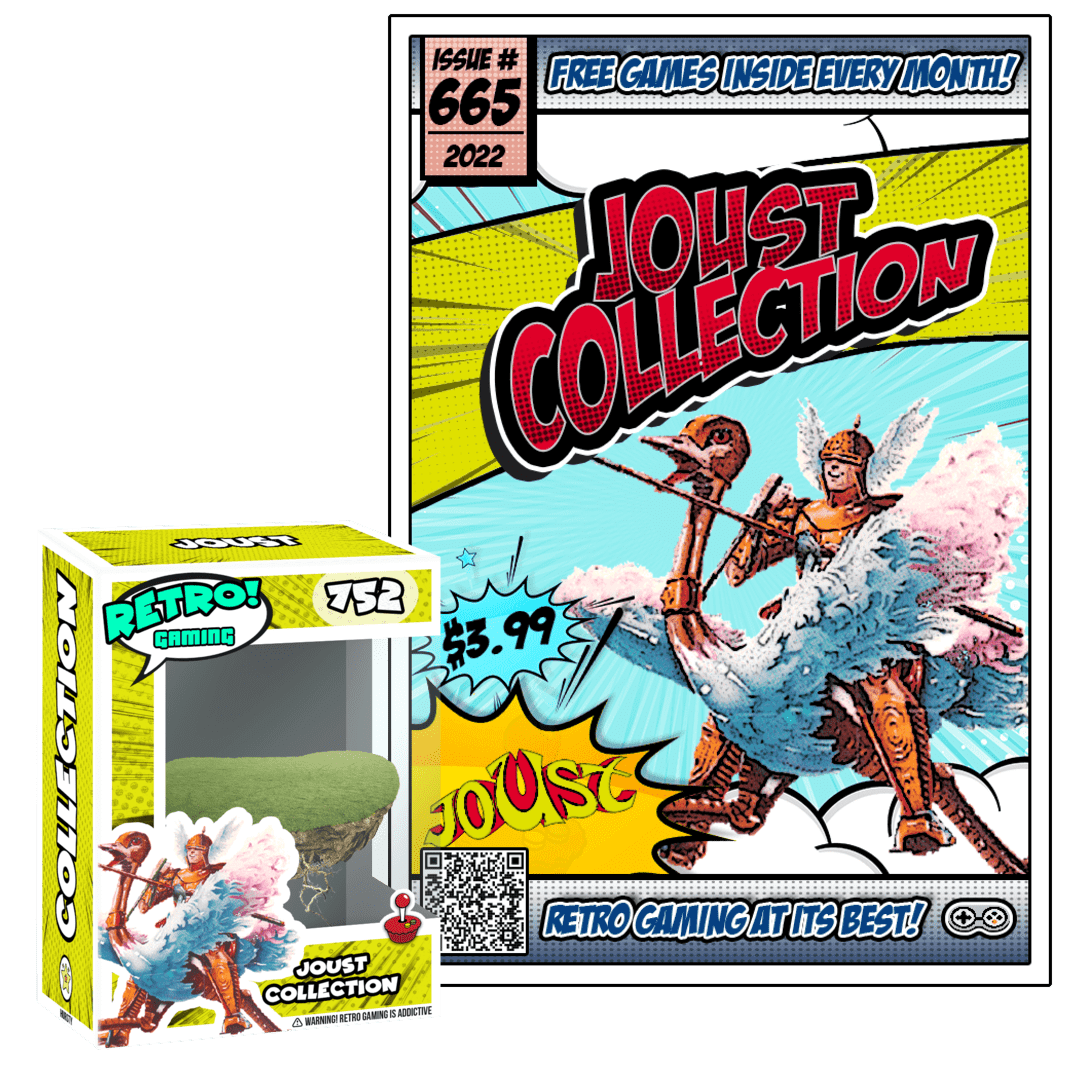 ISSUE #
665
2022
FREE GAMES INSIDE EVERY MONTH!
JOUST
COLLECTION
$3.99
JOUSt
RETRO GAMING AT ITS BEST!
JOUST
RETRO!
GAMING
752
COLLECTION
JOUST
COLLECTION
WARNING! RETRO GAMING IS ADDICTIVE